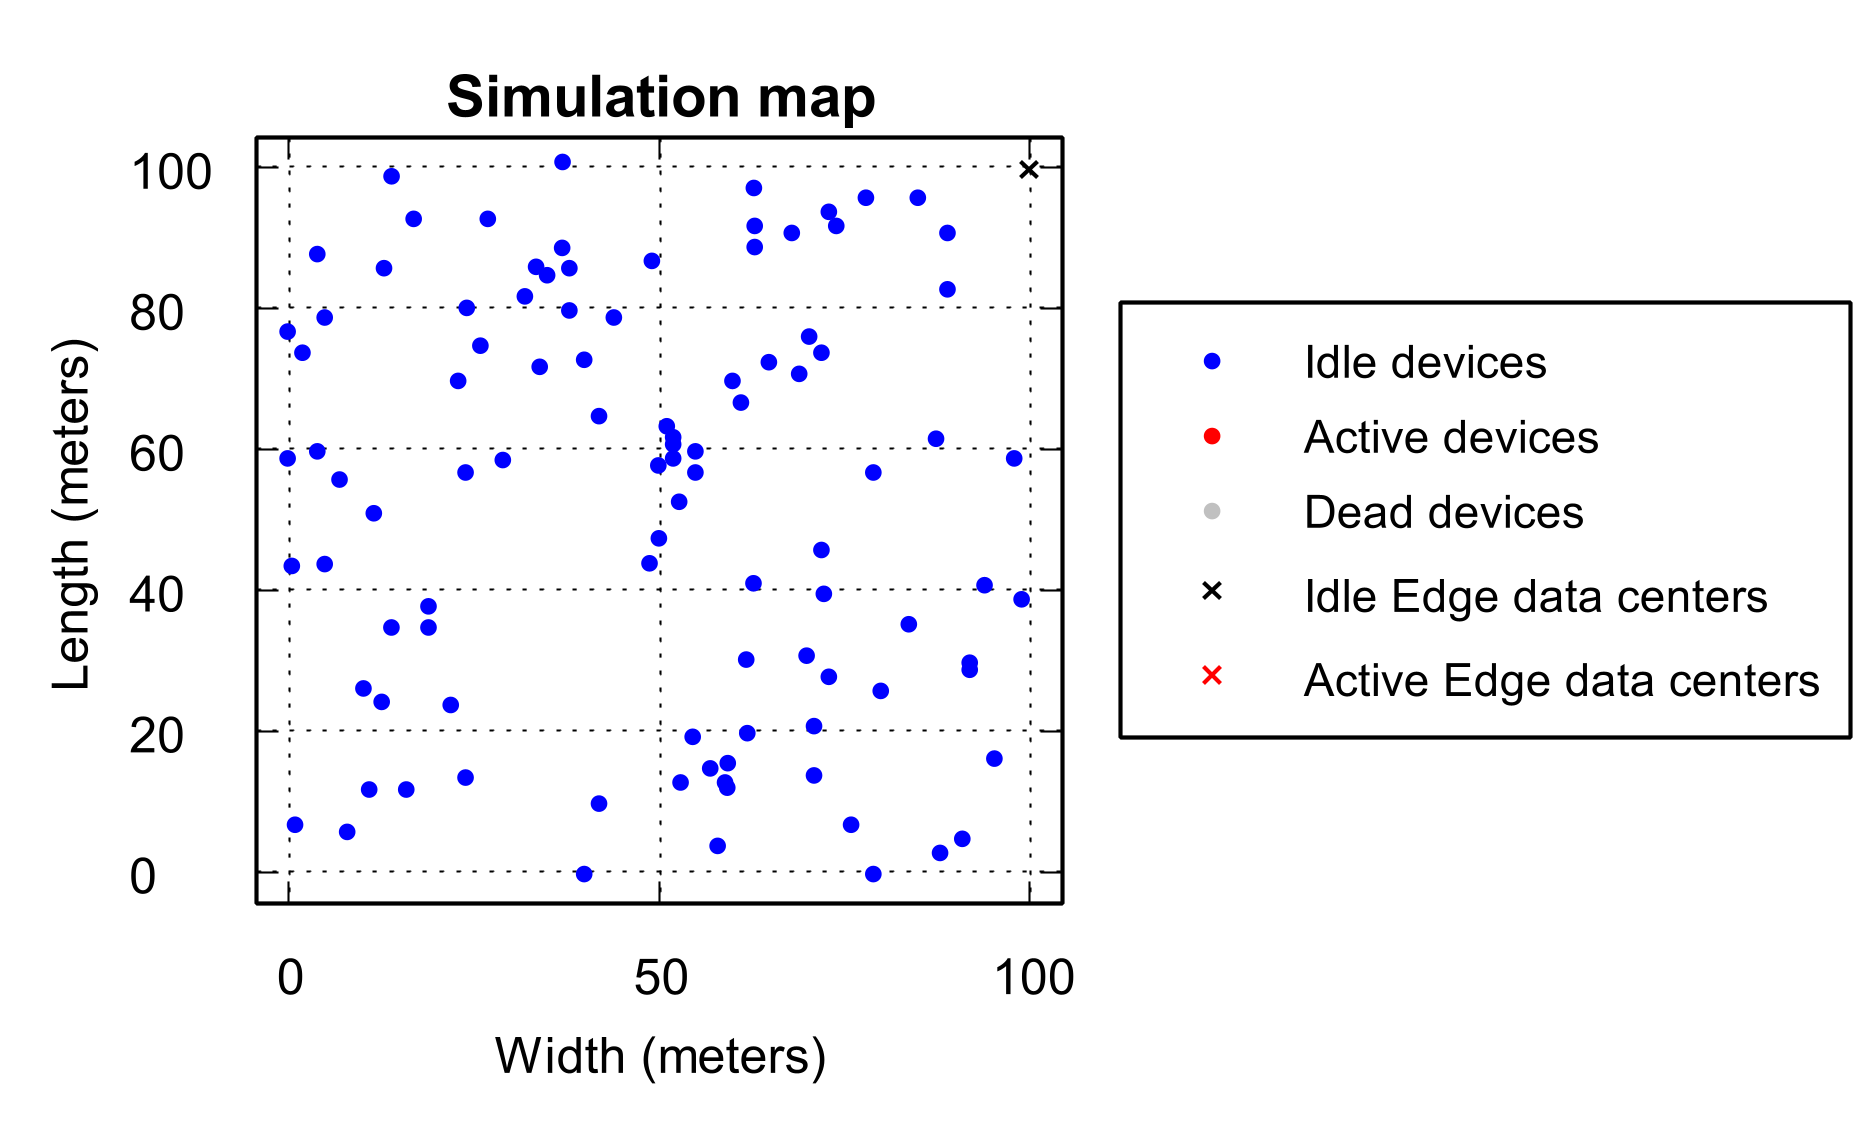 Simulation map
Length (meters)
100
80
60
40
20
0
0 50 100
Width (meters)
Idle devices
Active devices
Dead devices
Idle Edge data centers
Active Edge data centers